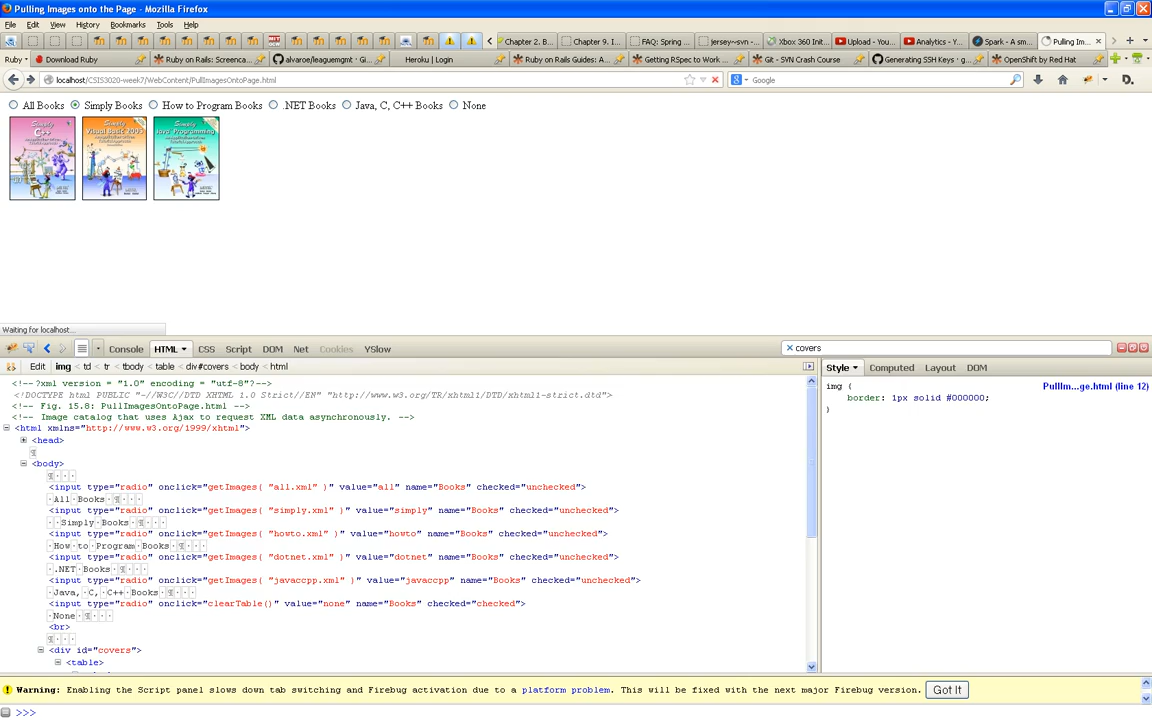 Pulling Images onto the Page - Mozilla Firefox
File Edit View History Bookmarks Tools Help
Chapter 2. B... Chapter 9. I... FAQ: Spring ... jersey~svn -... Xbox 360 Init... Upload - You... Analytics - Y... Spark - A sm... Pulling Im...
Ruby Download Ruby Ruby on Rails: Screenca... alvaroe/leaguemgmt · Gi... Heroku | Login Ruby on Rails Guides: A... Getting RSpec to Work ... Git - SVN Crash Course Generating SSH Keys · g... OpenShift by Red Hat
localhost/CSIS3020-week7/WebContent/PullImagesOntoPage.html Google
All Books Simply Books How to Program Books .NET Books Java, C, C++ Books None
Simply Simply Simply
C++ Visual Basic 2005 Java Programming
Waiting for localhost...
Console HTML CSS Script DOM Net Cookies YSlow covers
Edit img < td < tr < tbody < table < div#covers < body < html Style Computed Layout DOM
<!--?xml version = "1.0" encoding = "utf-8"?-->
<!DOCTYPE html PUBLIC "-//W3C//DTD XHTML 1.0 Strict//EN" "http://www.w3.org/TR/xhtml1/DTD/xhtml1-strict.dtd">
<!-- Fig. 15.8: PullImagesOntoPage.html -->
<!-- Image catalog that uses Ajax to request XML data asynchronously. -->
<html xmlns="http://www.w3.org/1999/xhtml">
<head>
<body>
<input type="radio" onclick="getImages( "all.xml" )" value="all" name="Books" checked="unchecked">
All Books
<input type="radio" onclick="getImages( "simply.xml" )" value="simply" name="Books" checked="unchecked">
Simply Books
<input type="radio" onclick="getImages( "howto.xml" )" value="howto" name="Books" checked="unchecked">
How to Program Books
<input type="radio" onclick="getImages( "dotnet.xml" )" value="dotnet" name="Books" checked="unchecked">
.NET Books
<input type="radio" onclick="getImages( "javaccpp.xml" )" value="javaccpp" name="Books" checked="unchecked">
Java, C, C++ Books
<input type="radio" onclick="clearTable()" value="none" name="Books" checked="checked">
None
<br>
<div id="covers">
<table>
img { PullIm...ge.html (line 12)
border: 1px solid #000000;
}
Warning: Enabling the Script panel slows down tab switching and Firebug activation due to a platform problem. This will be fixed with the next major Firebug version. Got It
>>>